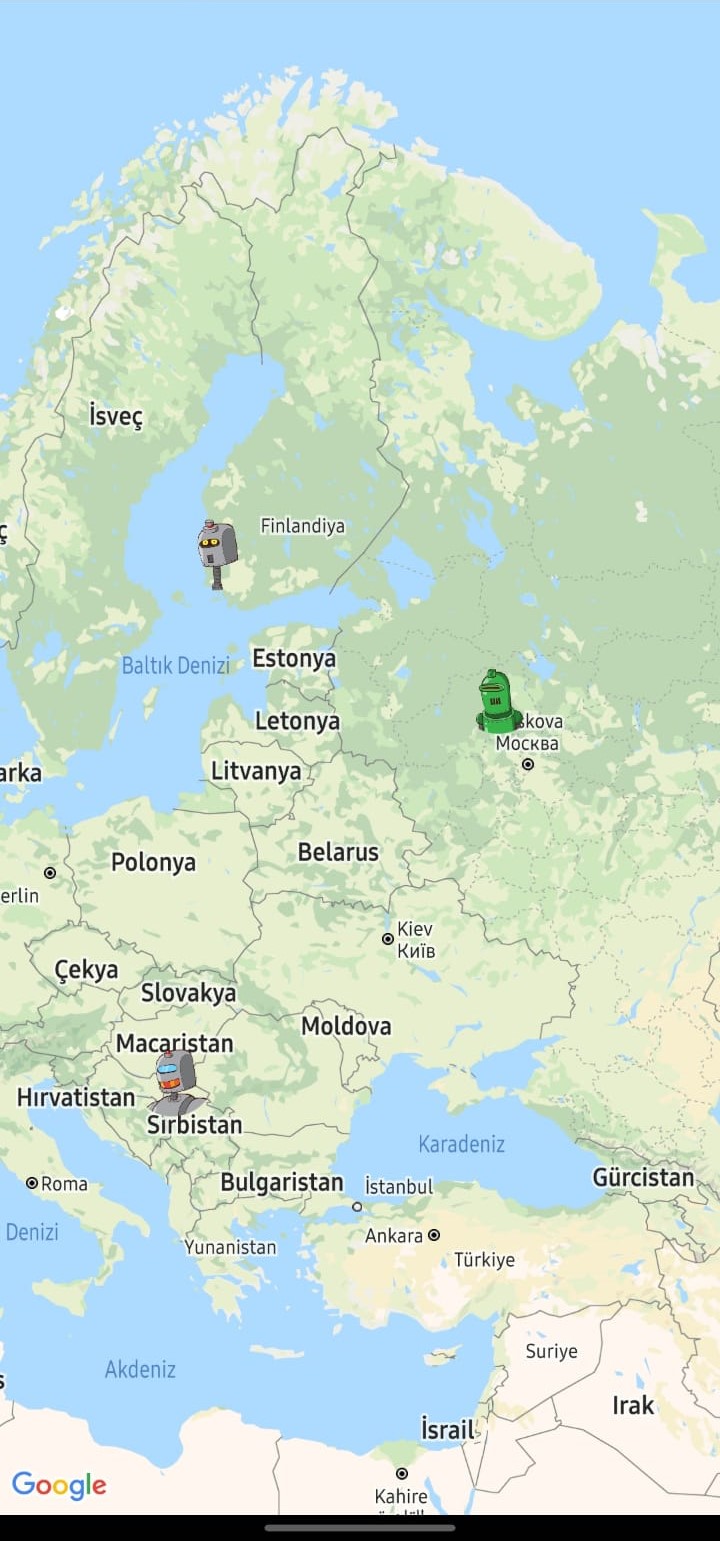 İsveç
Finlandiya
Baltık Denizi
Estonya
Letonya
skova
Москва
arka
Litvanya
Polonya
Belarus
erlin
Kiev
Київ
Çekya
Slovakya
Moldova
Macaristan
Hırvatistan
Sırbistan
Karadeniz
Gürcistan
Roma
Bulgaristan
İstanbul
Denizi
Yunanistan
Ankara
Türkiye
Suriye
Akdeniz
Irak
İsrail
Google
Kahire